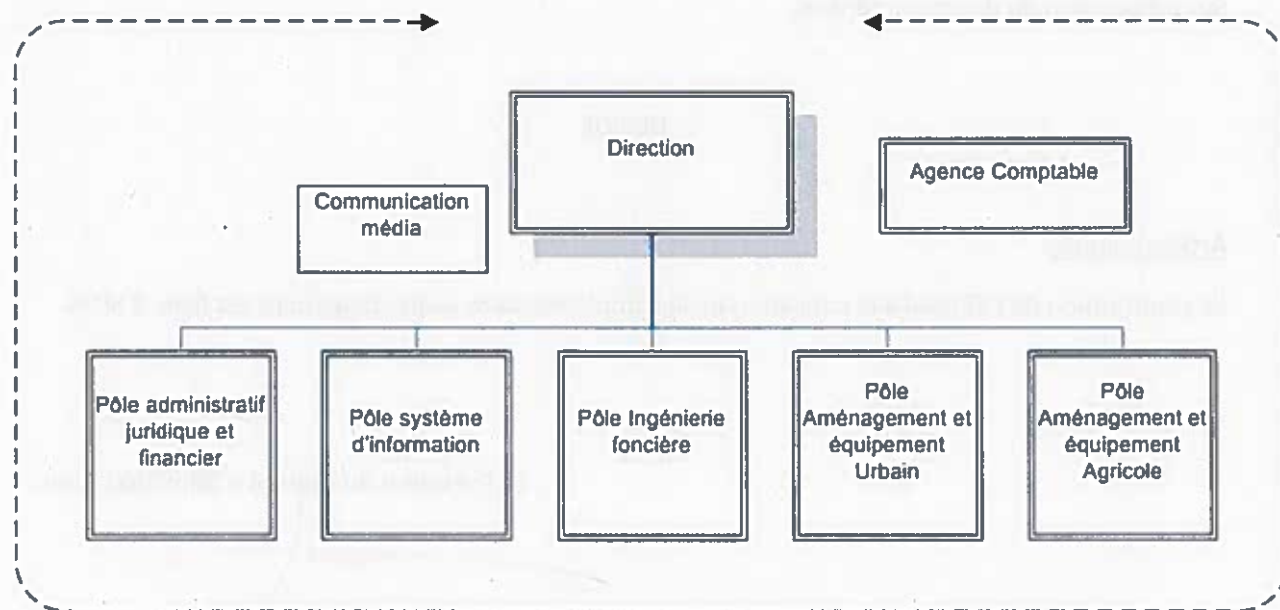 Direction
Agence Comptable
Communication
média
Pôle administratif
juridique et
financier
Pôle système
d'information
Pôle Ingénierie
foncière
Pôle
Aménagement et
équipement
Urbain
Pôle
Aménagement et
équipement
Agricole